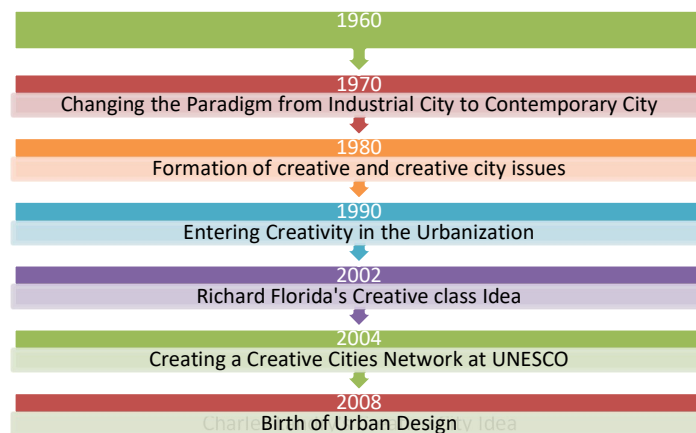 1960
1970
Changing the Paradigm from Industrial City to Contemporary City
1980
Formation of creative and creative city issues
1990
Entering Creativity in the Urbanization
2002
Richard Florida's Creative class Idea
2004
Creating a Creative Cities Network at UNESCO
2008
Birth of Urban Design